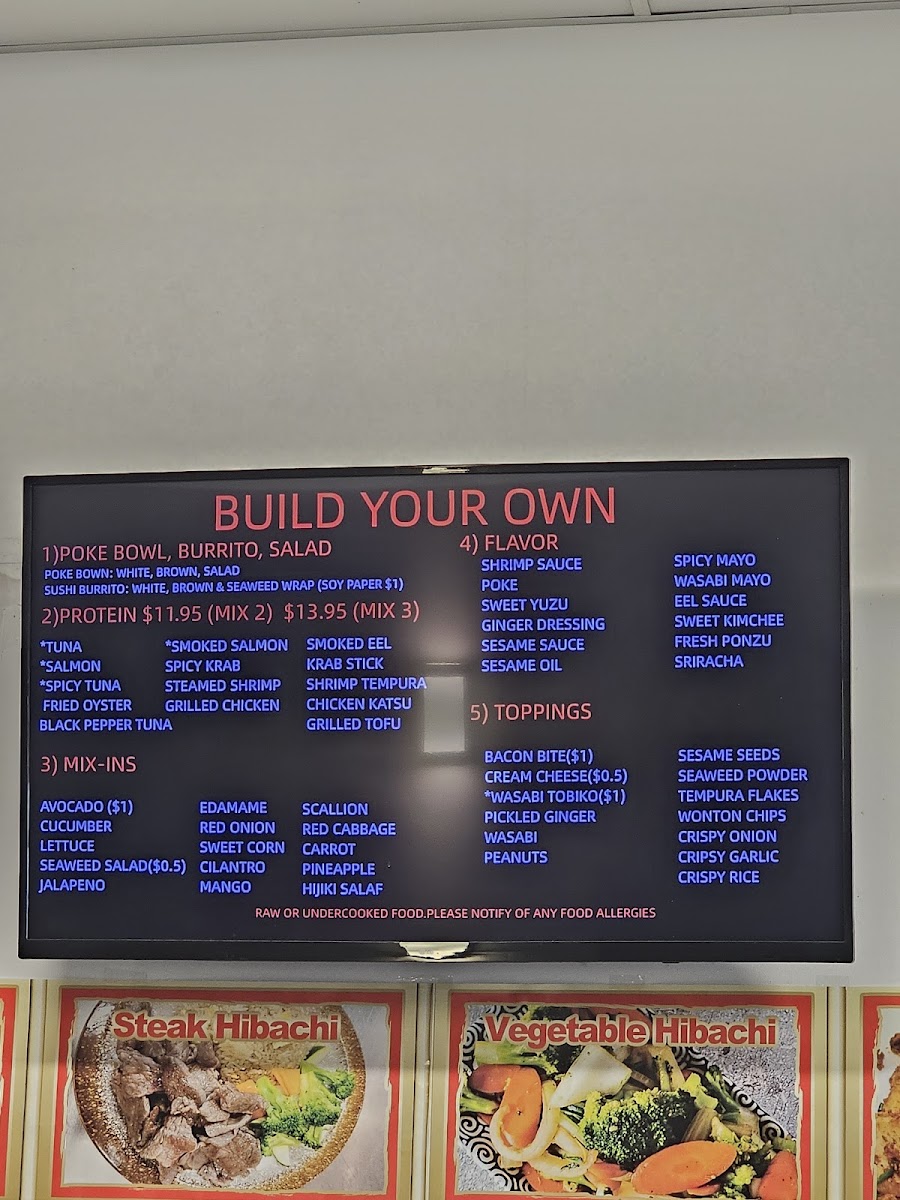 BUILD YOUR OWN
1)POKE BOWL, BURRITO, SALAD
POKE BOWN: WHITE, BROWN, SALAD
SUSHI BURRITO: WHITE, BROWN & SEAWEED WRAP (SOY PAPER $1)
2)PROTEIN $11.95 (MIX 2) $13.95 (MIX 3)
*TUNA
*SALMON
*SPICY TUNA
FRIED OYSTER
BLACK PEPPER TUNA
*SMOKED SALMON
SPICY KRAB
STEAMED SHRIMP
GRILLED CHICKEN
SMOKED EEL
KRAB STICK
SHRIMP TEMPURA
CHICKEN KATSU
GRILLED TOFU
3) MIX-INS
AVOCADO ($1)
CUCUMBER
LETTUCE
SEAWEED SALAD($0.5)
JALAPENO
EDAMAME
RED ONION
SWEET CORN
CILANTRO
MANGO
SCALLION
RED CABBAGE
CARROT
PINEAPPLE
HIJIKI SALAF
4) FLAVOR
SHRIMP SAUCE
POKE
SWEET YUZU
GINGER DRESSING
SESAME SAUCE
SESAME OIL
SPICY MAYO
WASABI MAYO
EEL SAUCE
SWEET KIMCHEE
FRESH PONZU
SRIRACHA
5) TOPPINGS
BACON BITE($1)
CREAM CHEESE($0.5)
*WASABI TOBIKO($1)
PICKLED GINGER
WASABI
PEANUTS
SESAME SEEDS
SEAWEED POWDER
TEMPURA FLAKES
WONTON CHIPS
CRISPY ONION
CRIPSY GARLIC
CRISPY RICE
RAW OR UNDERCOOKED FOOD.PLEASE NOTIFY OF ANY FOOD ALLERGIES
Steak Hibachi
Vegetable Hibachi